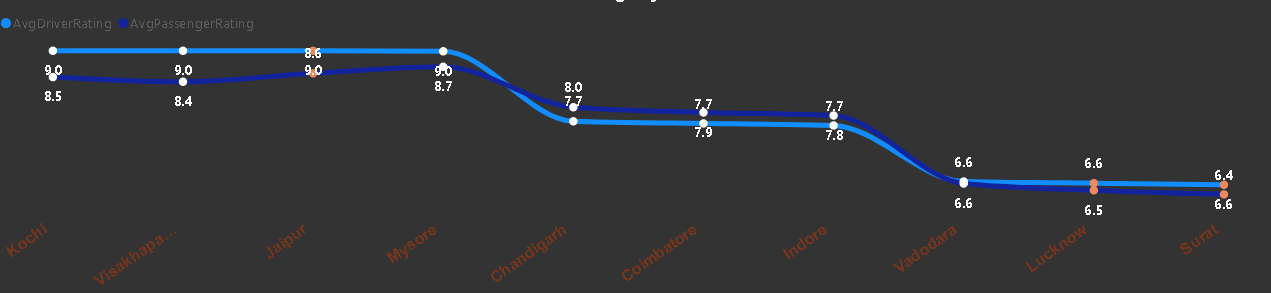 AvgDriverRating AvgPassengerRating
9.0 9.0 8.6 9.0
8.5 8.4 9.0 8.7
8.0 7.7 7.7 6.6 6.6 6.4
7.7 7.9 7.8 6.6 6.5 6.6
Kochi Visakhapa... Jaipur Mysore Chandigarh Coimbatore Indore Vadodara Lucknow Surat